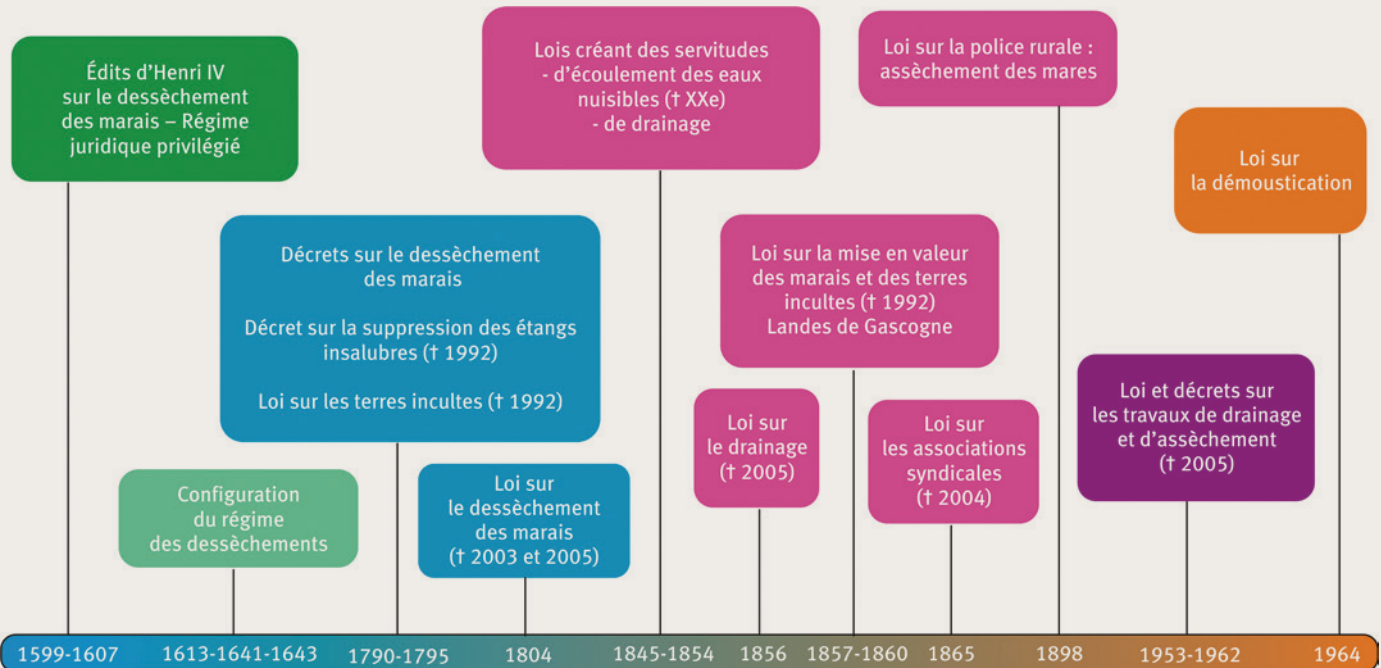 Édits d'Henri IV
sur le dessèchement
des marais – Régime
juridique privilégié
Lois créant des servitudes
- d'écoulement des eaux
nuisibles († XXe)
- de drainage
Loi sur la police rurale :
assèchement des mares
Loi sur
la démoustication
Décrets sur le dessèchement
des marais
Décret sur la suppression des étangs
insalubres († 1992)
Loi sur les terres incultes († 1992)
Loi sur la mise en valeur
des marais et des terres
incultes († 1992)
Landes de Gascogne
Configuration
du régime
des dessèchements
Loi sur
le dessèchement
des marais
(† 2003 et 2005)
Loi sur
le drainage
(† 2005)
Loi sur
les associations
syndicales
(† 2004)
Loi et décrets sur
les travaux de drainage
et d'assèchement
(† 2005)
1599-1607 1613-1641-1643 1790-1795 1804 1845-1854 1856 1857-1860 1865 1898 1953-1962 1964